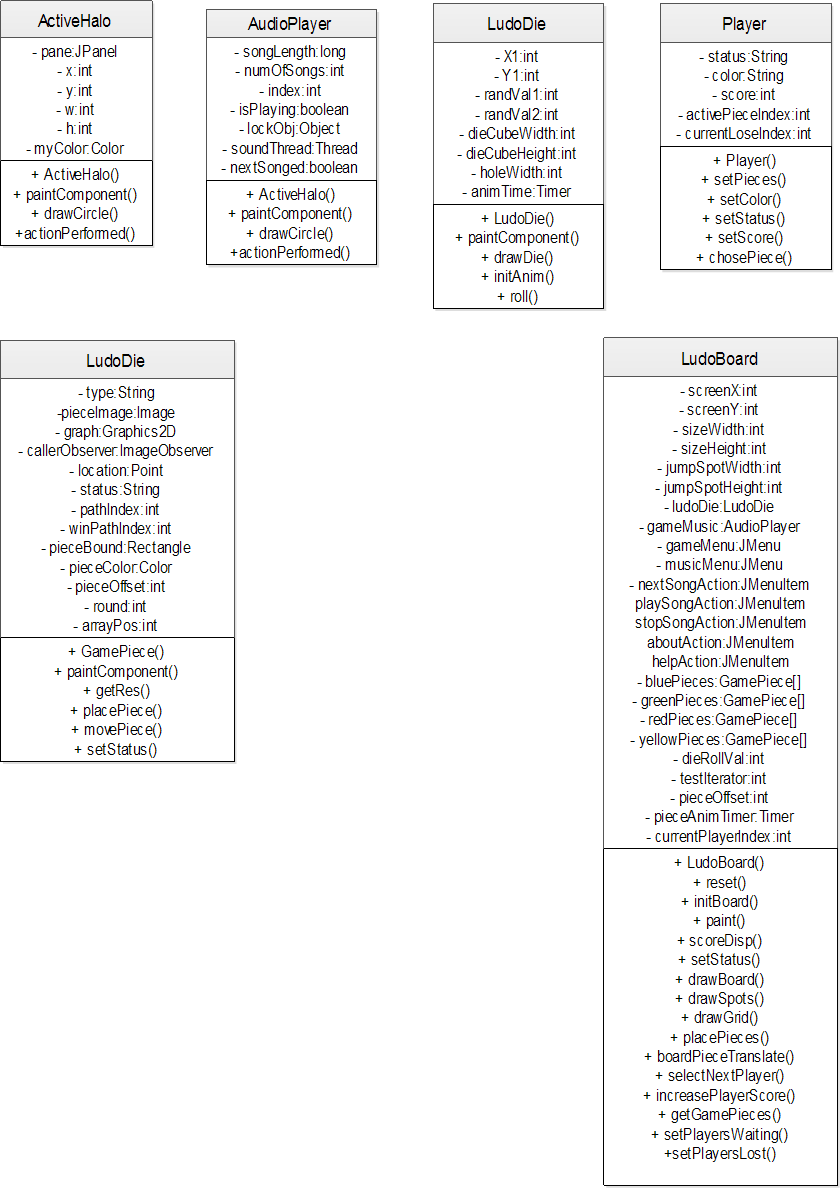 ActiveHalo
- pane:JPanel
- x:int
- y:int
- w:int
- h:int
- myColor:Color
+ ActiveHalo()
+ paintComponent()
+ drawCircle()
+actionPerformed()
AudioPlayer
- songLength:long
- numOfSongs:int
- index:int
- isPlaying:boolean
- lockObj:Object
- soundThread:Thread
- nextSonged:boolean
+ ActiveHalo()
+ paintComponent()
+ drawCircle()
+actionPerformed()
LudoDie
- X1:int
- Y1:int
- randVal1:int
- randVal2:int
- dieCubeWidth:int
- dieCubeHeight:int
- holeWidth:int
- animTime:Timer
+ LudoDie()
+ paintComponent()
+ drawDie()
+ initAnim()
+ roll()
Player
- status:String
- color:String
- score:int
- activePieceIndex:int
- currentLoseIndex:int
+ Player()
+ setPieces()
+ setColor()
+ setStatus()
+ setScore()
+ chosePiece()
LudoDie
- type:String
-pieceImage:Image
- graph:Graphics2D
- callerObserver:ImageObserver
- location:Point
- status:String
- pathIndex:int
- winPathIndex:int
- pieceBound:Rectangle
- pieceColor:Color
- pieceOffset:int
- round:int
- arrayPos:int
+ GamePiece()
+ paintComponent()
+ getRes()
+ placePiece()
+ movePiece()
+ setStatus()
LudoBoard
- screenX:int
- screenY:int
- sizeWidth:int
- sizeHeight:int
- jumpSpotWidth:int
- jumpSpotHeight:int
- ludoDie:LudoDie
- gameMusic:AudioPlayer
- gameMenu:JMenu
- musicMenu:JMenu
- nextSongAction:JMenuItem
playSongAction:JMenuItem
stopSongAction:JMenuItem
aboutAction:JMenuItem
helpAction:JMenuItem
- bluePieces:GamePiece[]
- greenPieces:GamePiece[]
- redPieces:GamePiece[]
- yellowPieces:GamePiece[]
- dieRollVal:int
- testIterator:int
- pieceOffset:int
- pieceAnimTimer:Timer
- currentPlayerIndex:int
+ LudoBoard()
+ reset()
+ initBoard()
+ paint()
+ scoreDisp()
+ setStatus()
+ drawBoard()
+ drawSpots()
+ drawGrid()
+ placePieces()
+ boardPieceTranslate()
+ selectNextPlayer()
+ increasePlayerScore()
+ getGamePieces()
+ setPlayersWaiting()
+setPlayersLost()